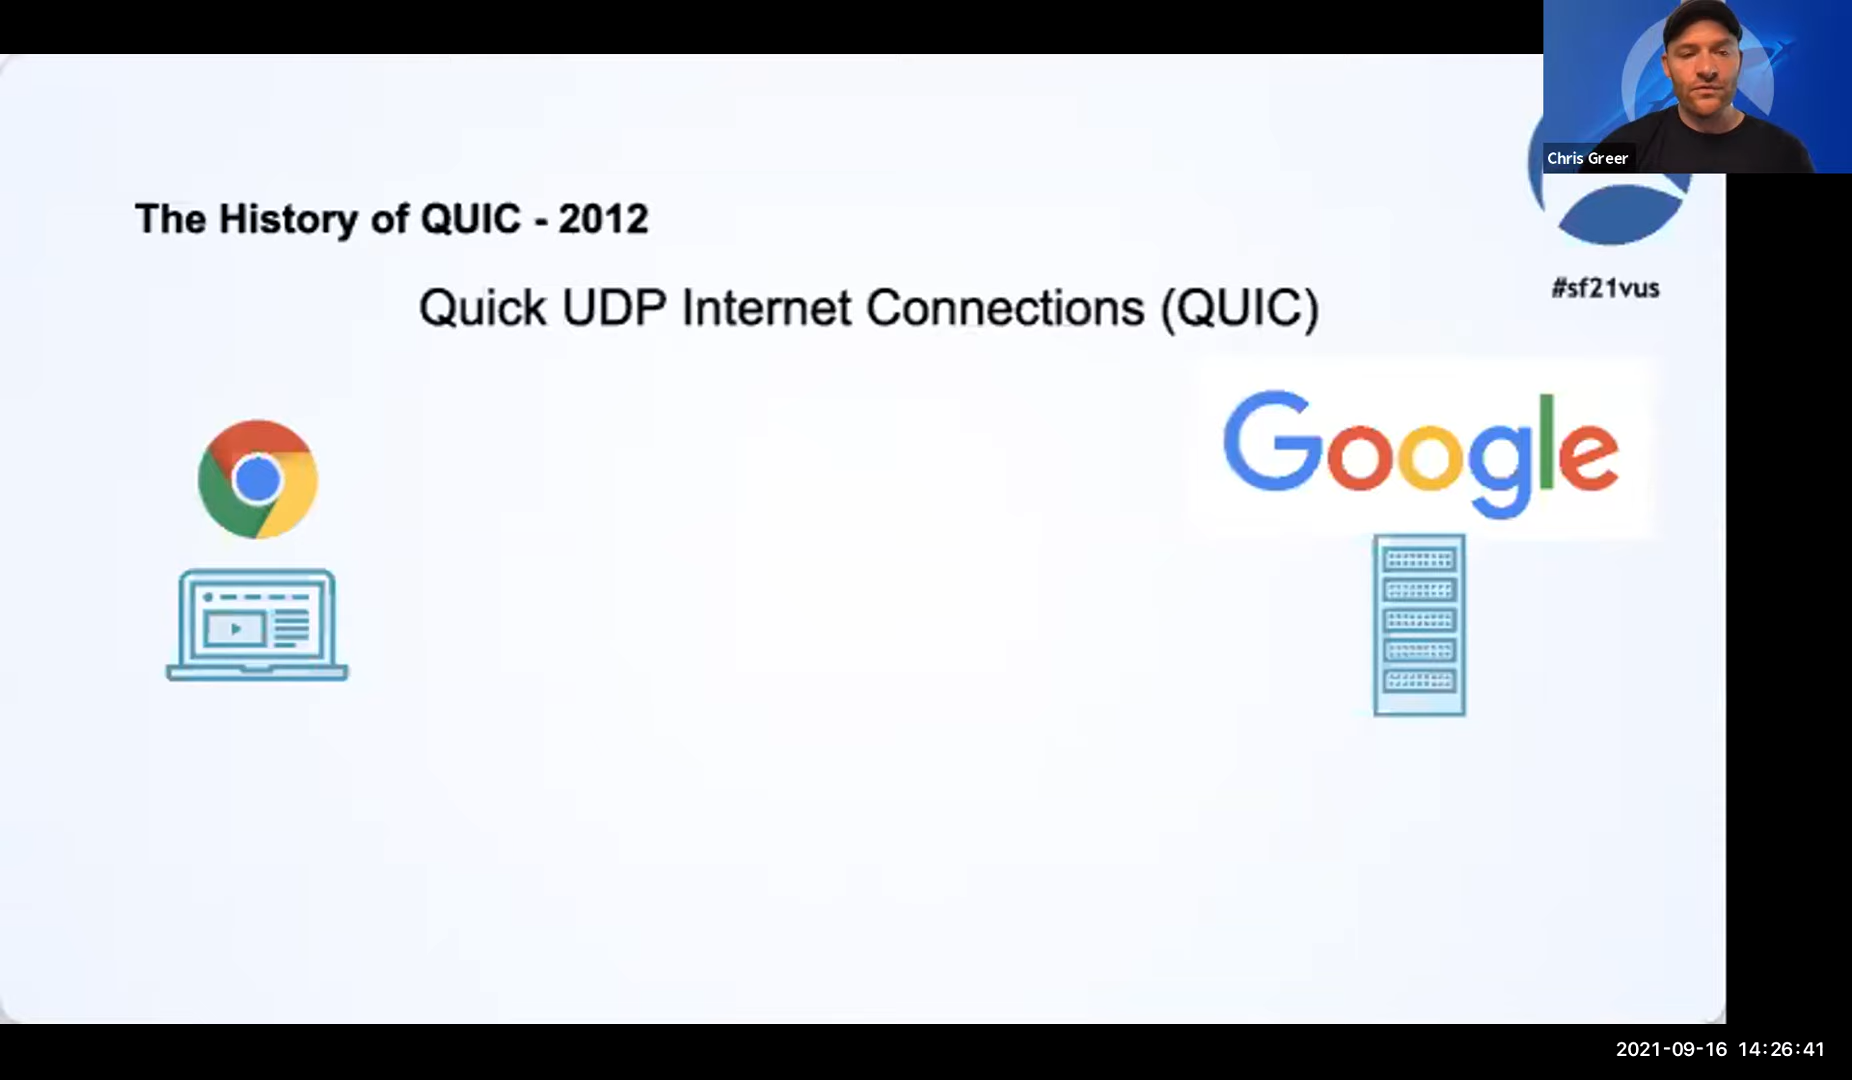 Chris Greer
The History of QUIC - 2012
#sf21vus
Quick UDP Internet Connections (QUIC)
Google
2021-09-16 14:26:41